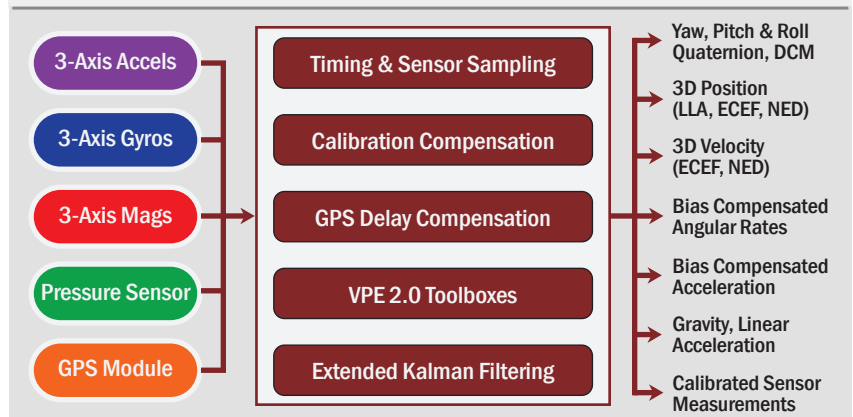 3-Axis Accels
3-Axis Gyros
3-Axis Mags
Pressure Sensor
GPS Module
Timing & Sensor Sampling
Calibration Compensation
GPS Delay Compensation
VPE 2.0 Toolboxes
Extended Kalman Filtering
Yaw, Pitch & Roll
Quaternion, DCM
3D Position
(LLA, ECEF, NED)
3D Velocity
(ECEF, NED)
Bias Compensated
Angular Rates
Bias Compensated
Acceleration
Gravity, Linear
Acceleration
Calibrated Sensor
Measurements